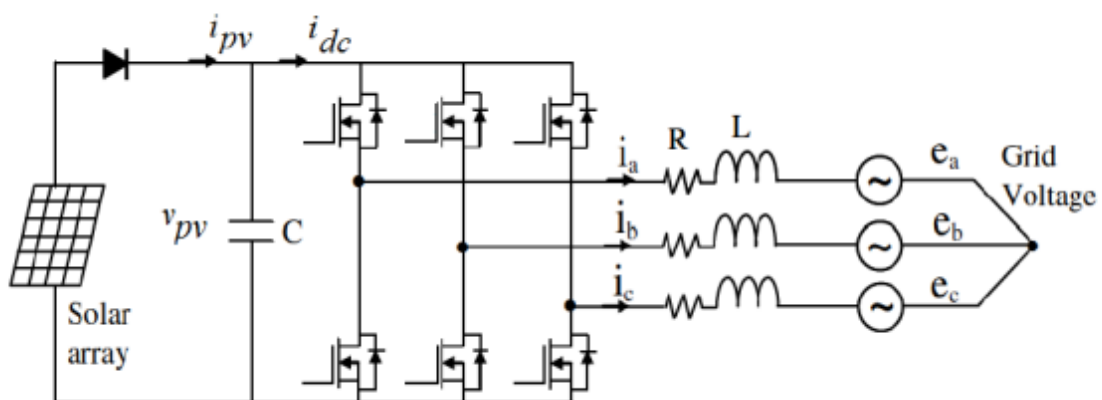 i_pv
i_dc
R
L
i_a
e_a
Grid
Voltage
v_pv
C
i_b
e_b
i_c
e_c
Solar
array